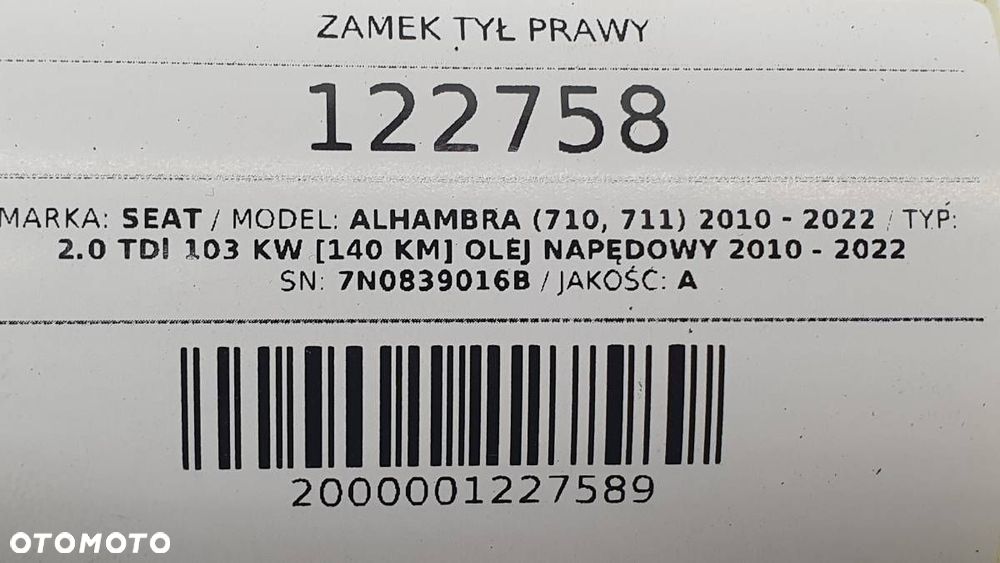 ZAMEK TYŁ PRAWY
122758
MARKA: SEAT / MODEL: ALHAMBRA (710, 711) 2010 - 2022 / TYP:
2.0 TDI 103 KW [140 KM] OLEJ NAPĘDOWY 2010 - 2022
SN: 7N0839016B / JAKOŚĆ: A
2000001227589
OTOMOTO